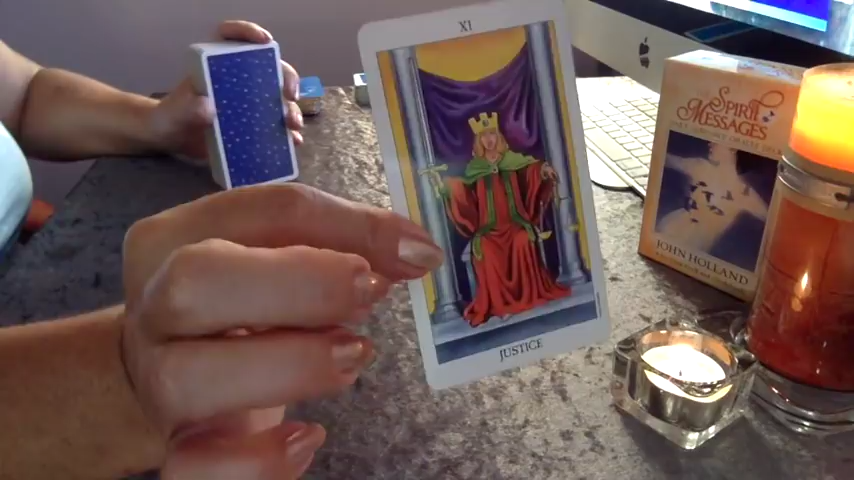 XI
JUSTICE
SPIRIT
MESSAGES
JOHN HOLLAND